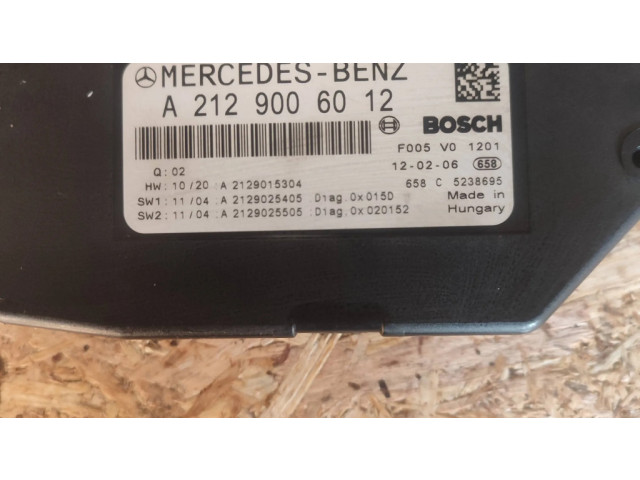 MERCEDES-BENZ
A 212 900 60 12
BOSCH
F005 V0 1201
Q: 02
12-02-06 658
HW: 10/20 :A 2129015304
658 C 5238695
SW1: 11/04 :A 2129025405 :Diag.0x015D
Made in
SW2: 11/04 :A 2129025505 :Diag.0x020152
Hungary